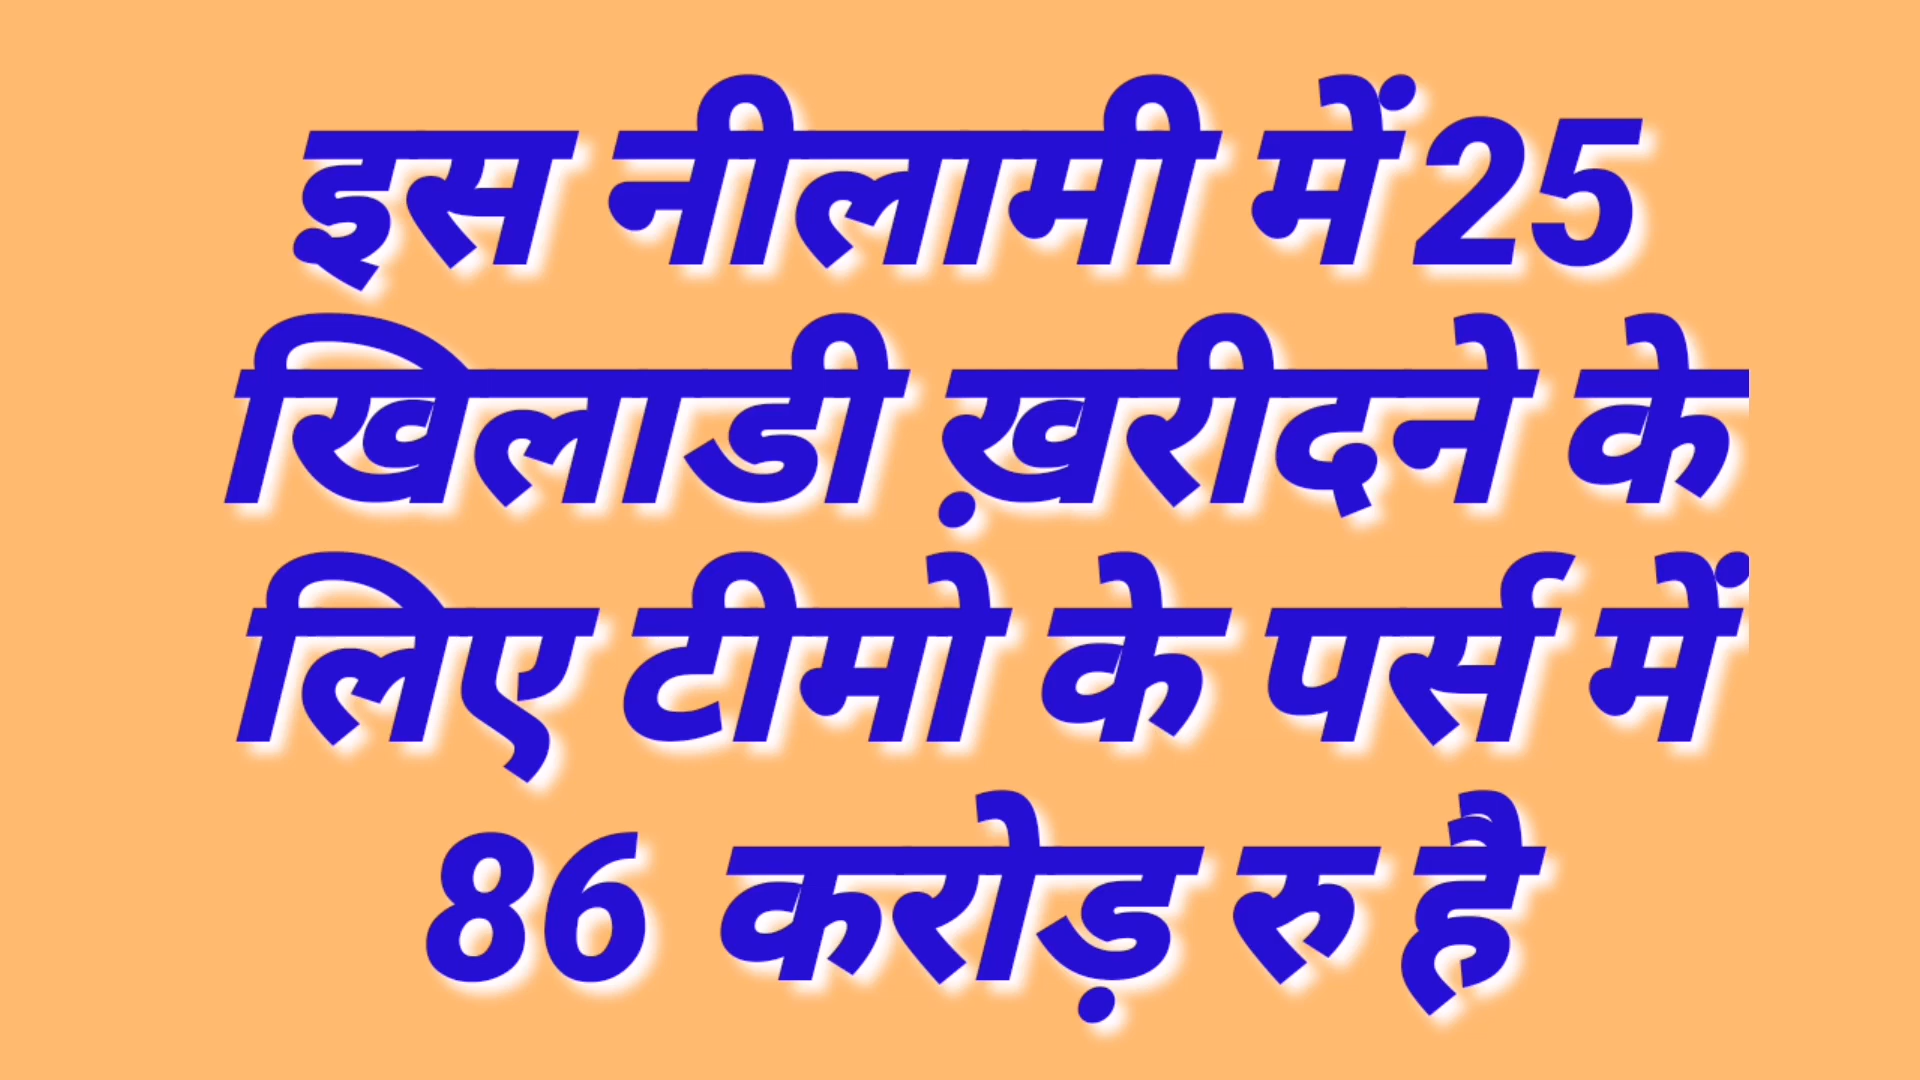 इस नीलामी में 25
खिलाडी ख़रीदने के
लिए टीमो के पर्स में
86 करोड़ रु है